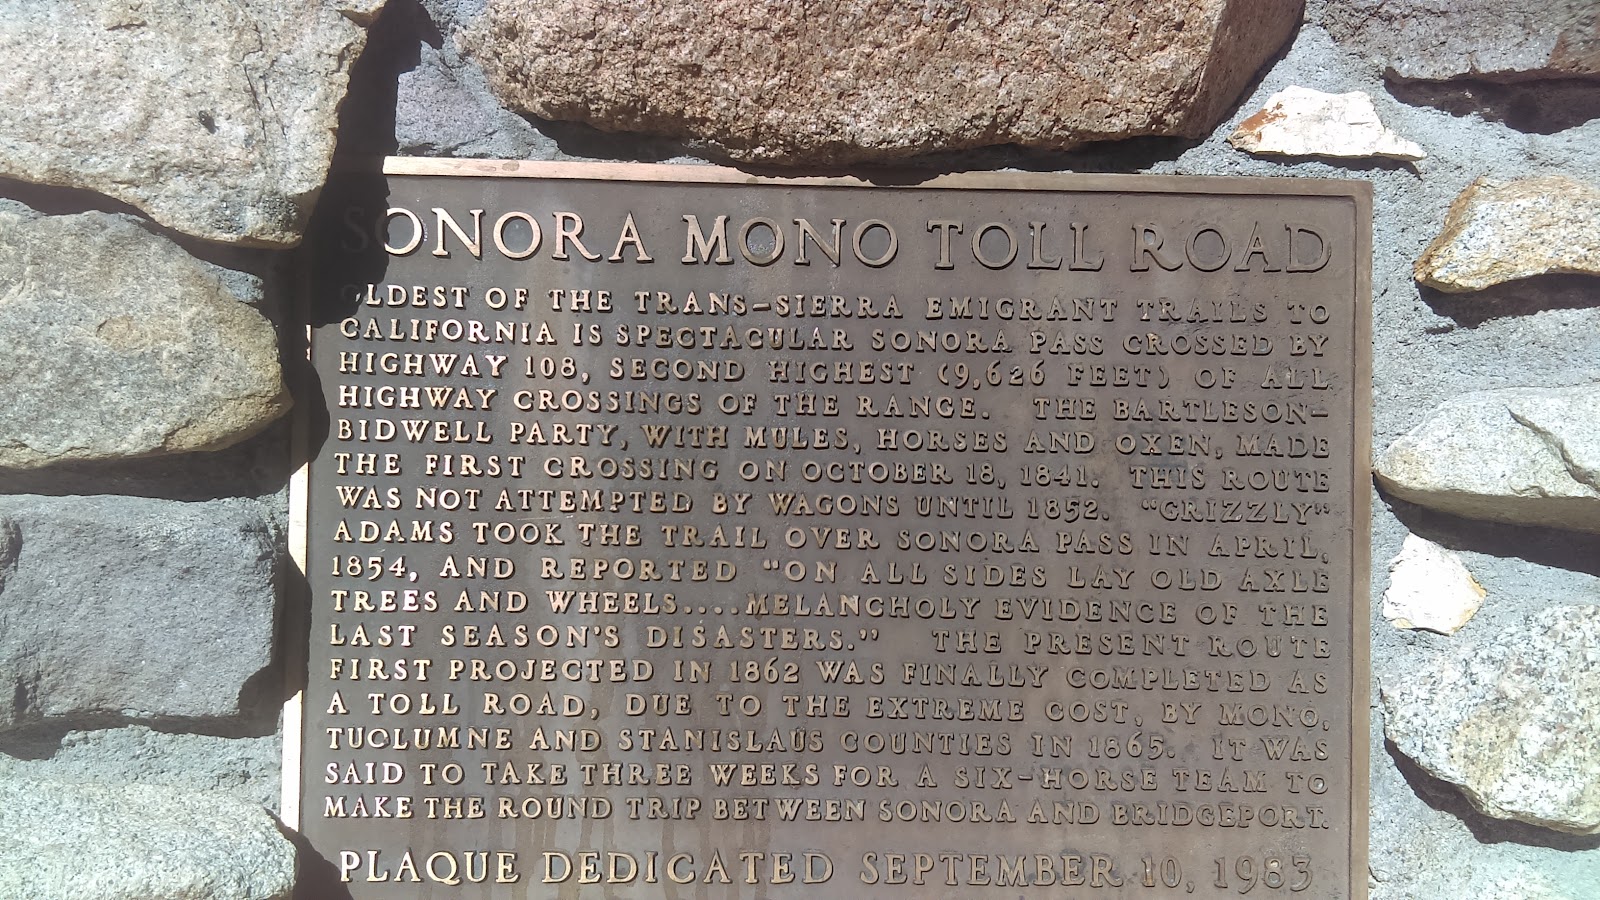 SONORA MONO TOLL ROAD
OLDEST OF THE TRANS-SIERRA EMIGRANT TRAILS TO
CALIFORNIA IS SPECTACULAR SONORA PASS CROSSED BY
HIGHWAY 108, SECOND HIGHEST (9,626 FEET) OF ALL
HIGHWAY CROSSINGS OF THE RANGE. THE BARTLESON-
BIDWELL PARTY, WITH MULES, HORSES AND OXEN, MADE
THE FIRST CROSSING ON OCTOBER 18, 1841. THIS ROUTE
WAS NOT ATTEMPTED BY WAGONS UNTIL 1852. "GRIZZLY"
ADAMS TOOK THE TRAIL OVER SONORA PASS IN APRIL,
1854, AND REPORTED "ON ALL SIDES LAY OLD AXLE
TREES AND WHEELS....MELANCHOLY EVIDENCE OF THE
LAST SEASON'S DISASTERS." THE PRESENT ROUTE
FIRST PROJECTED IN 1862 WAS FINALLY COMPLETED AS
A TOLL ROAD, DUE TO THE EXTREME COST, BY MONO,
TUOLUMNE AND STANISLAUS COUNTIES IN 1865. IT WAS
SAID TO TAKE THREE WEEKS FOR A SIX-HORSE TEAM TO
MAKE THE ROUND TRIP BETWEEN SONORA AND BRIDGEPORT.
PLAQUE DEDICATED SEPTEMBER 10, 1983